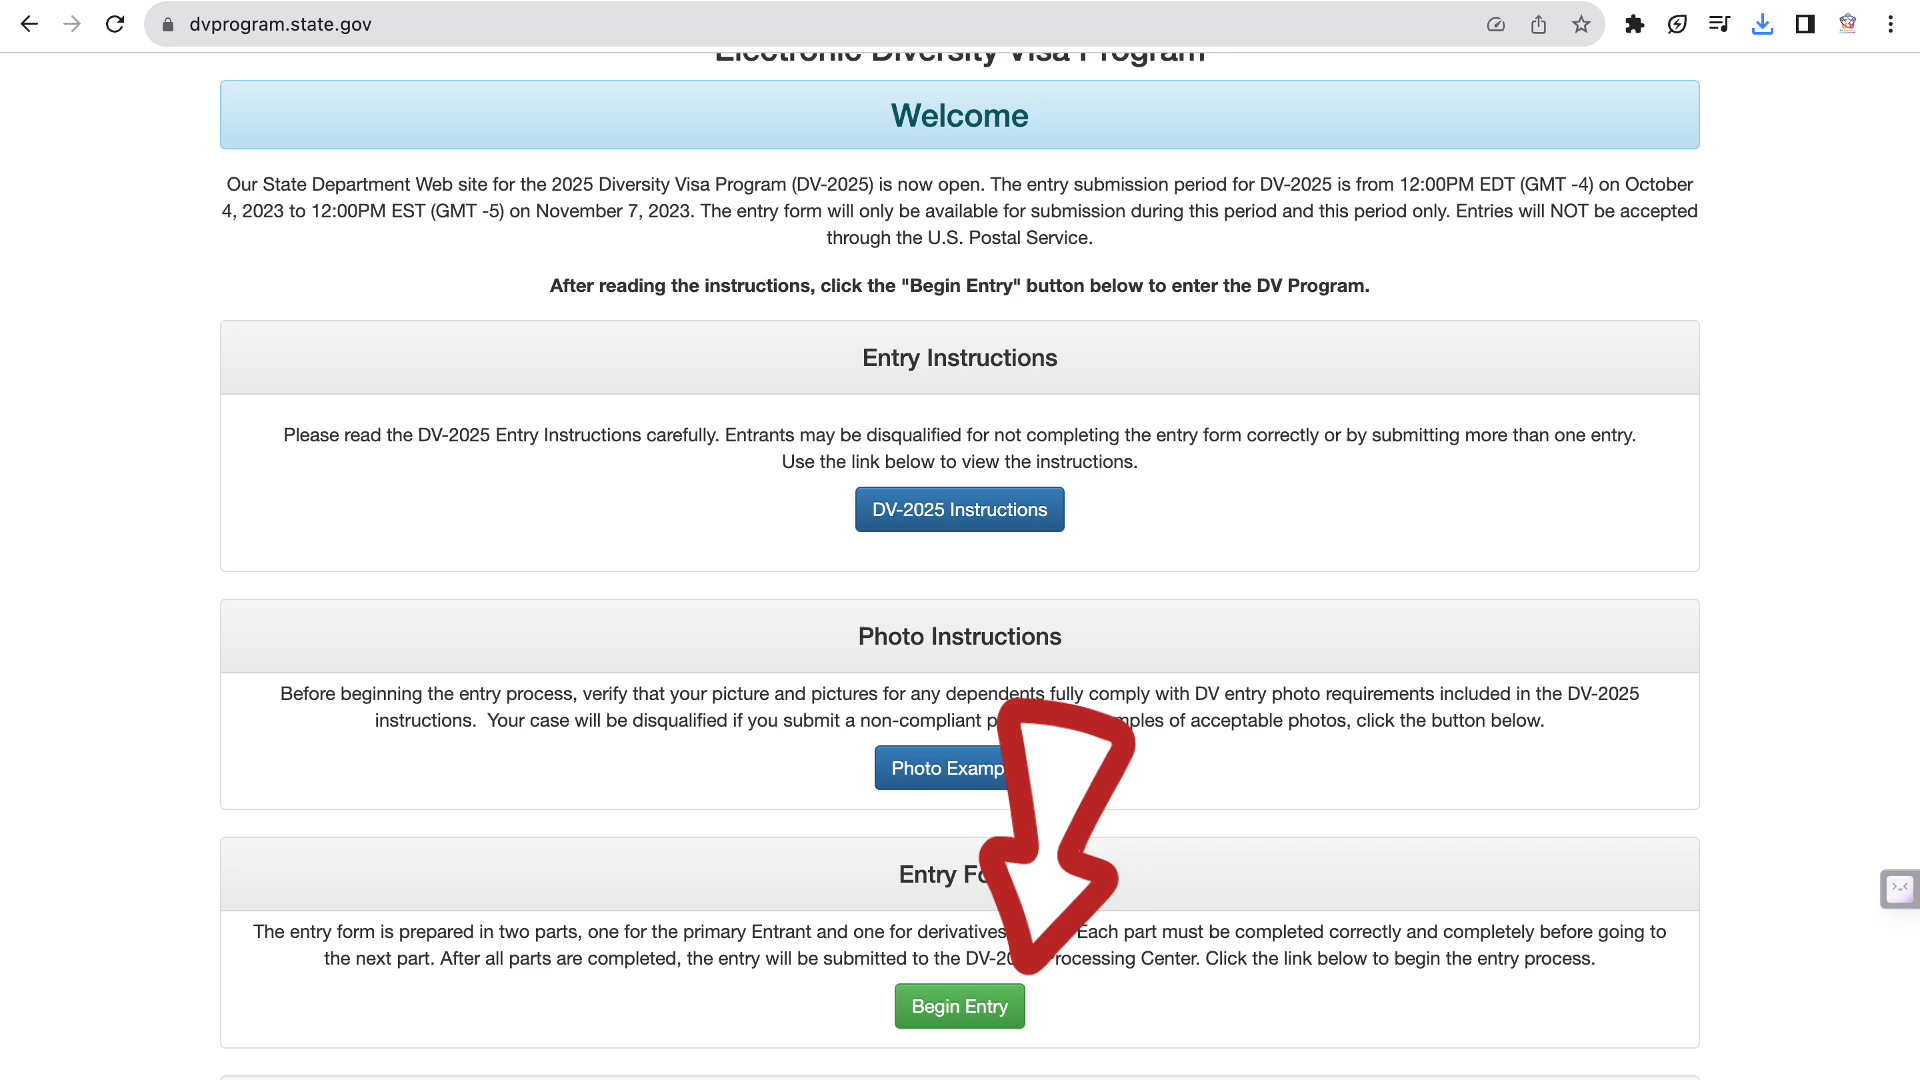 dvprogram.state.gov
Electronic Diversity Visa Program
Welcome
Our State Department Web site for the 2025 Diversity Visa Program (DV-2025) is now open. The entry submission period for DV-2025 is from 12:00PM EDT (GMT -4) on October
4, 2023 to 12:00PM EST (GMT -5) on November 7, 2023. The entry form will only be available for submission during this period and this period only. Entries will NOT be accepted
through the U.S. Postal Service.
After reading the instructions, click the "Begin Entry" button below to enter the DV Program.
Entry Instructions
Please read the DV-2025 Entry Instructions carefully. Entrants may be disqualified for not completing the entry form correctly or by submitting more than one entry.
Use the link below to view the instructions.
DV-2025 Instructions
Photo Instructions
Before beginning the entry process, verify that your picture and pictures for any dependents fully comply with DV entry photo requirements included in the DV-2025
instructions. Your case will be disqualified if you submit a non-compliant p mples of acceptable photos, click the button below.
Photo Examp
Entry Fo
The entry form is prepared in two parts, one for the primary Entrant and one for derivatives Each part must be completed correctly and completely before going to
the next part. After all parts are completed, the entry will be submitted to the DV-20 rocessing Center. Click the link below to begin the entry process.
Begin Entry